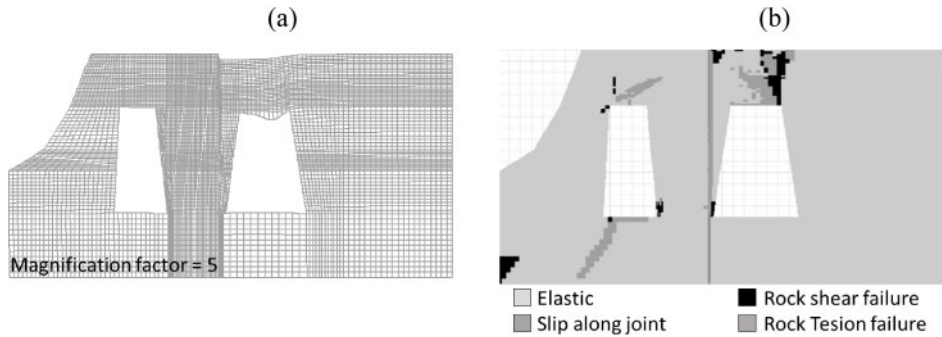 (a)
(b)
Magnification factor = 5
Elastic
Rock shear failure
Slip along joint
Rock Tesion failure